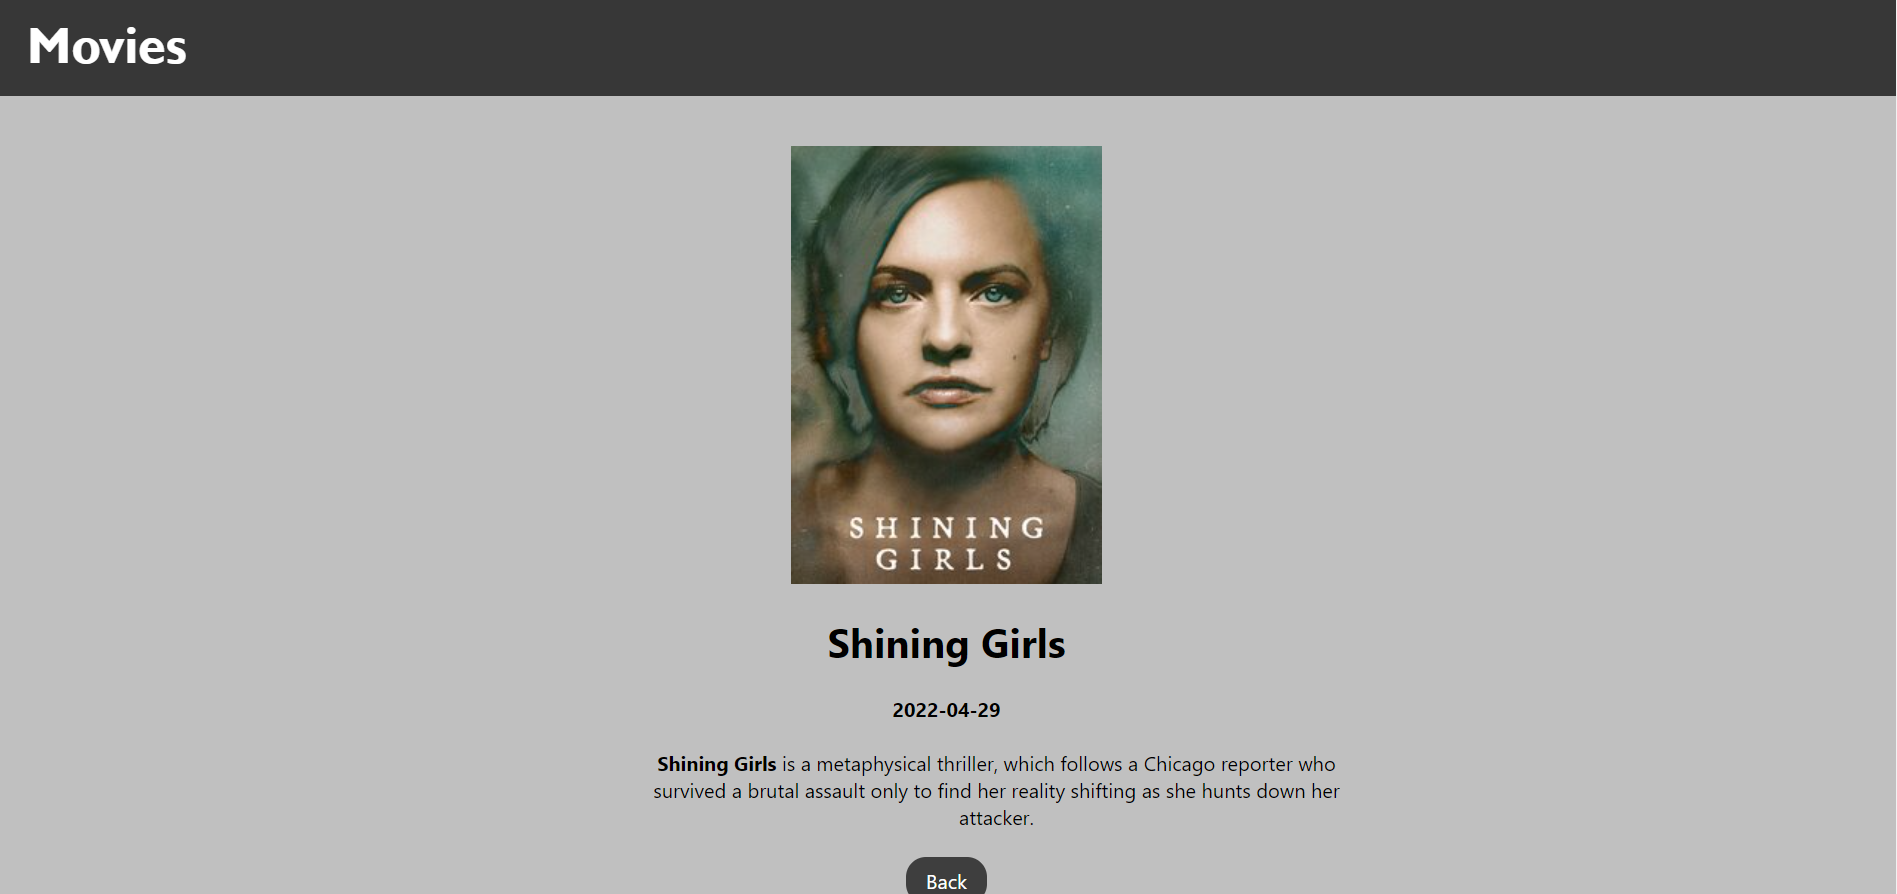 Movies
SHINING
GIRLS
Shining Girls
2022-04-29
Shining Girls is a metaphysical thriller, which follows a Chicago reporter who
survived a brutal assault only to find her reality shifting as she hunts down her
attacker.
Back